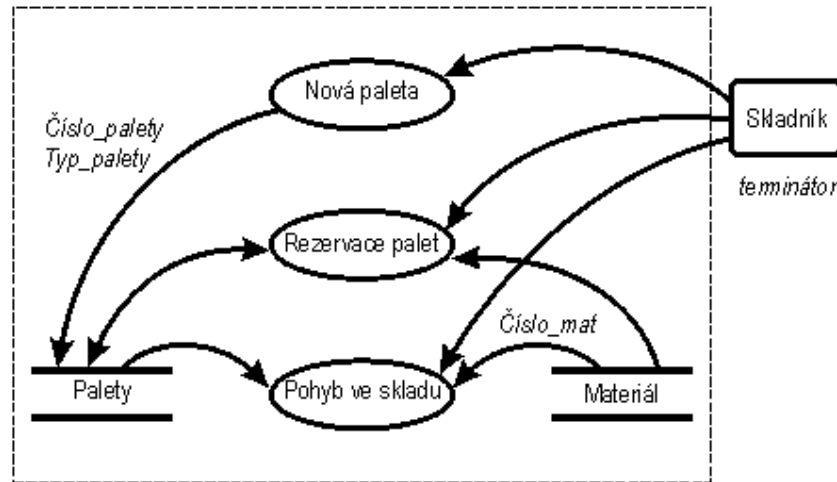 Nová paleta
Skladník
Číslo_palety
Typ_palety
terminátor
Rezervace palet
Číslo_mat
Palety
Pohyb ve skladu
Materiál